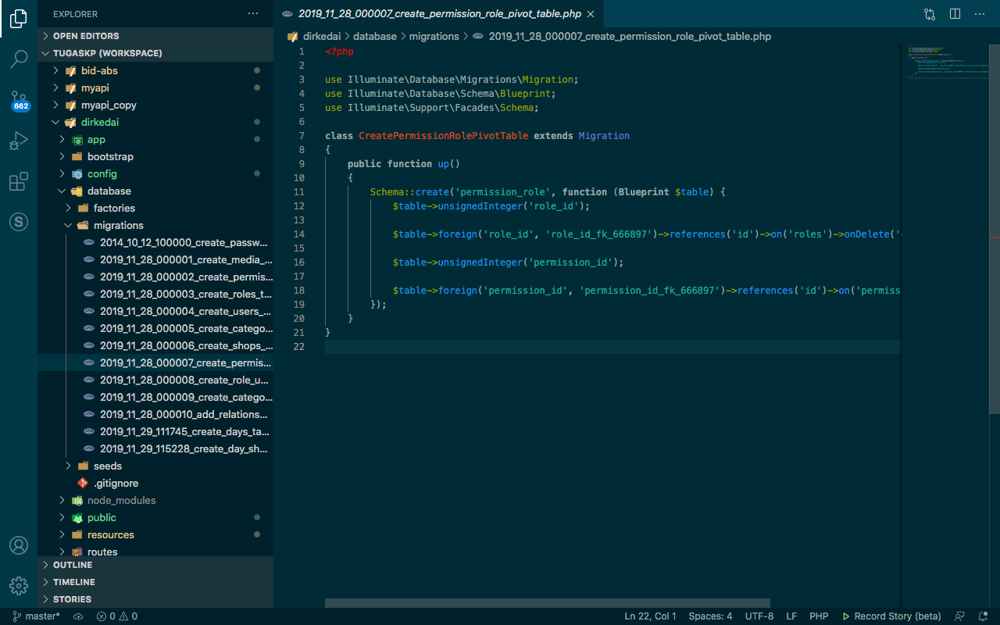 EXPLORER
OPEN EDITORS
TUGASKP (WORKSPACE)
bid-abs
myapi
myapi_copy
dirkedai
app
bootstrap
config
database
factories
migrations
2014_10_12_100000_create_passw...
2019_11_28_000001_create_media_...
2019_11_28_000002_create_permis...
2019_11_28_000003_create_roles_t...
2019_11_28_000004_create_users_...
2019_11_28_000005_create_catego...
2019_11_28_000006_create_shops_...
2019_11_28_000007_create_permis...
2019_11_28_000008_create_role_u...
2019_11_28_000009_create_catego...
2019_11_28_000010_add_relations...
2019_11_29_111745_create_days_ta...
2019_11_29_115228_create_day_sh...
seeds
.gitignore
node_modules
public
resources
routes
OUTLINE
TIMELINE
STORIES
662
2019_11_28_000007_create_permission_role_pivot_table.php
dirkedai > database > migrations > 2019_11_28_000007_create_permission_role_pivot_table.php
1 <?php
2
3 use Illuminate\Database\Migrations\Migration;
4 use Illuminate\Database\Schema\Blueprint;
5 use Illuminate\Support\Facades\Schema;
6
7 class CreatePermissionRolePivotTable extends Migration
8 {
9 public function up()
10 {
11 Schema::create('permission_role', function (Blueprint $table) {
12 $table->unsignedInteger('role_id');
13
14 $table->foreign('role_id', 'role_id_fk_666897')->references('id')->on('roles')->onDelete('
15
16 $table->unsignedInteger('permission_id');
17
18 $table->foreign('permission_id', 'permission_id_fk_666897')->references('id')->on('permiss
19 });
20 }
21 }
22
master* 0 0 Ln 22, Col 1 Spaces: 4 UTF-8 LF PHP Record Story (beta)